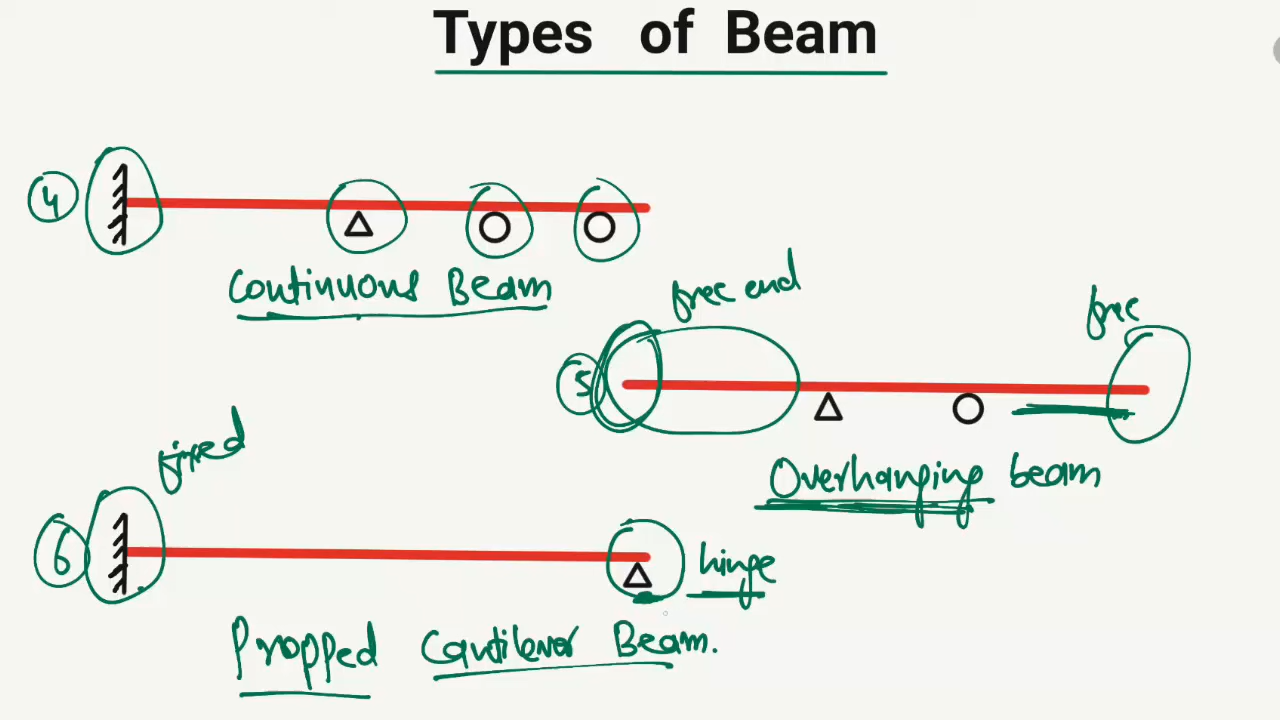 Types of Beam
4
Continuous Beam
free end
free
5
Overhanging beam
fixed
6
hinge
Propped Cantilever Beam.